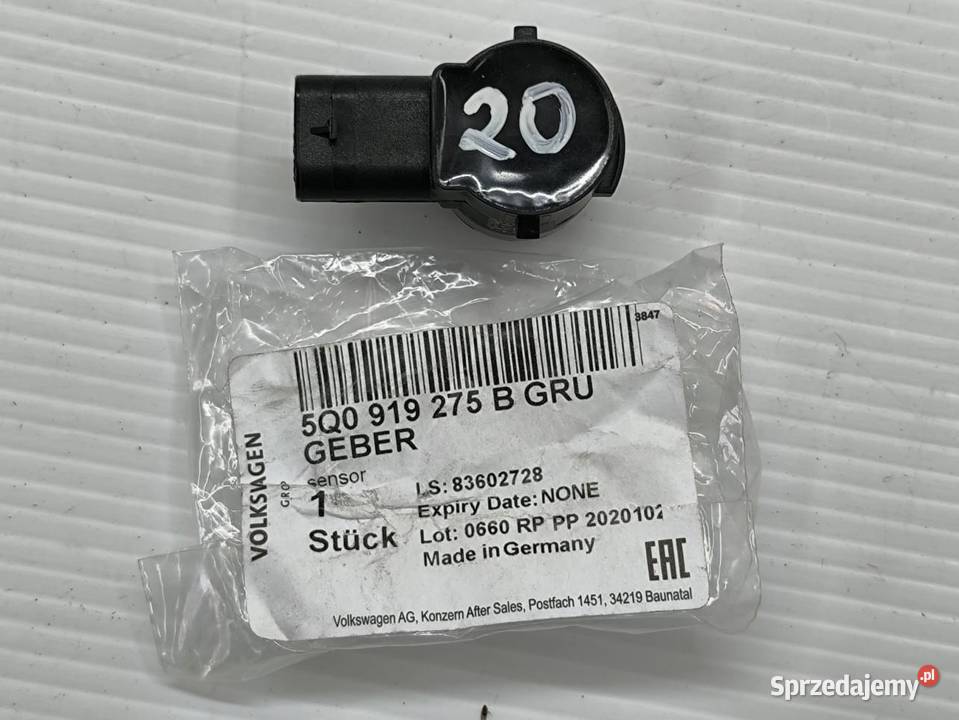 20
3847
5Q0 919 275 B GRU
GEBER
sensor
1
Stück
LS: 83602728
Expiry Date: NONE
Lot: 0660 RP PP 2020102
Made in Germany
VOLKSWAGEN
GROUP
EAC
Volkswagen AG, Konzern After Sales, Postfach 1451, 34219 Baunatal
Sprzedajemy.pl